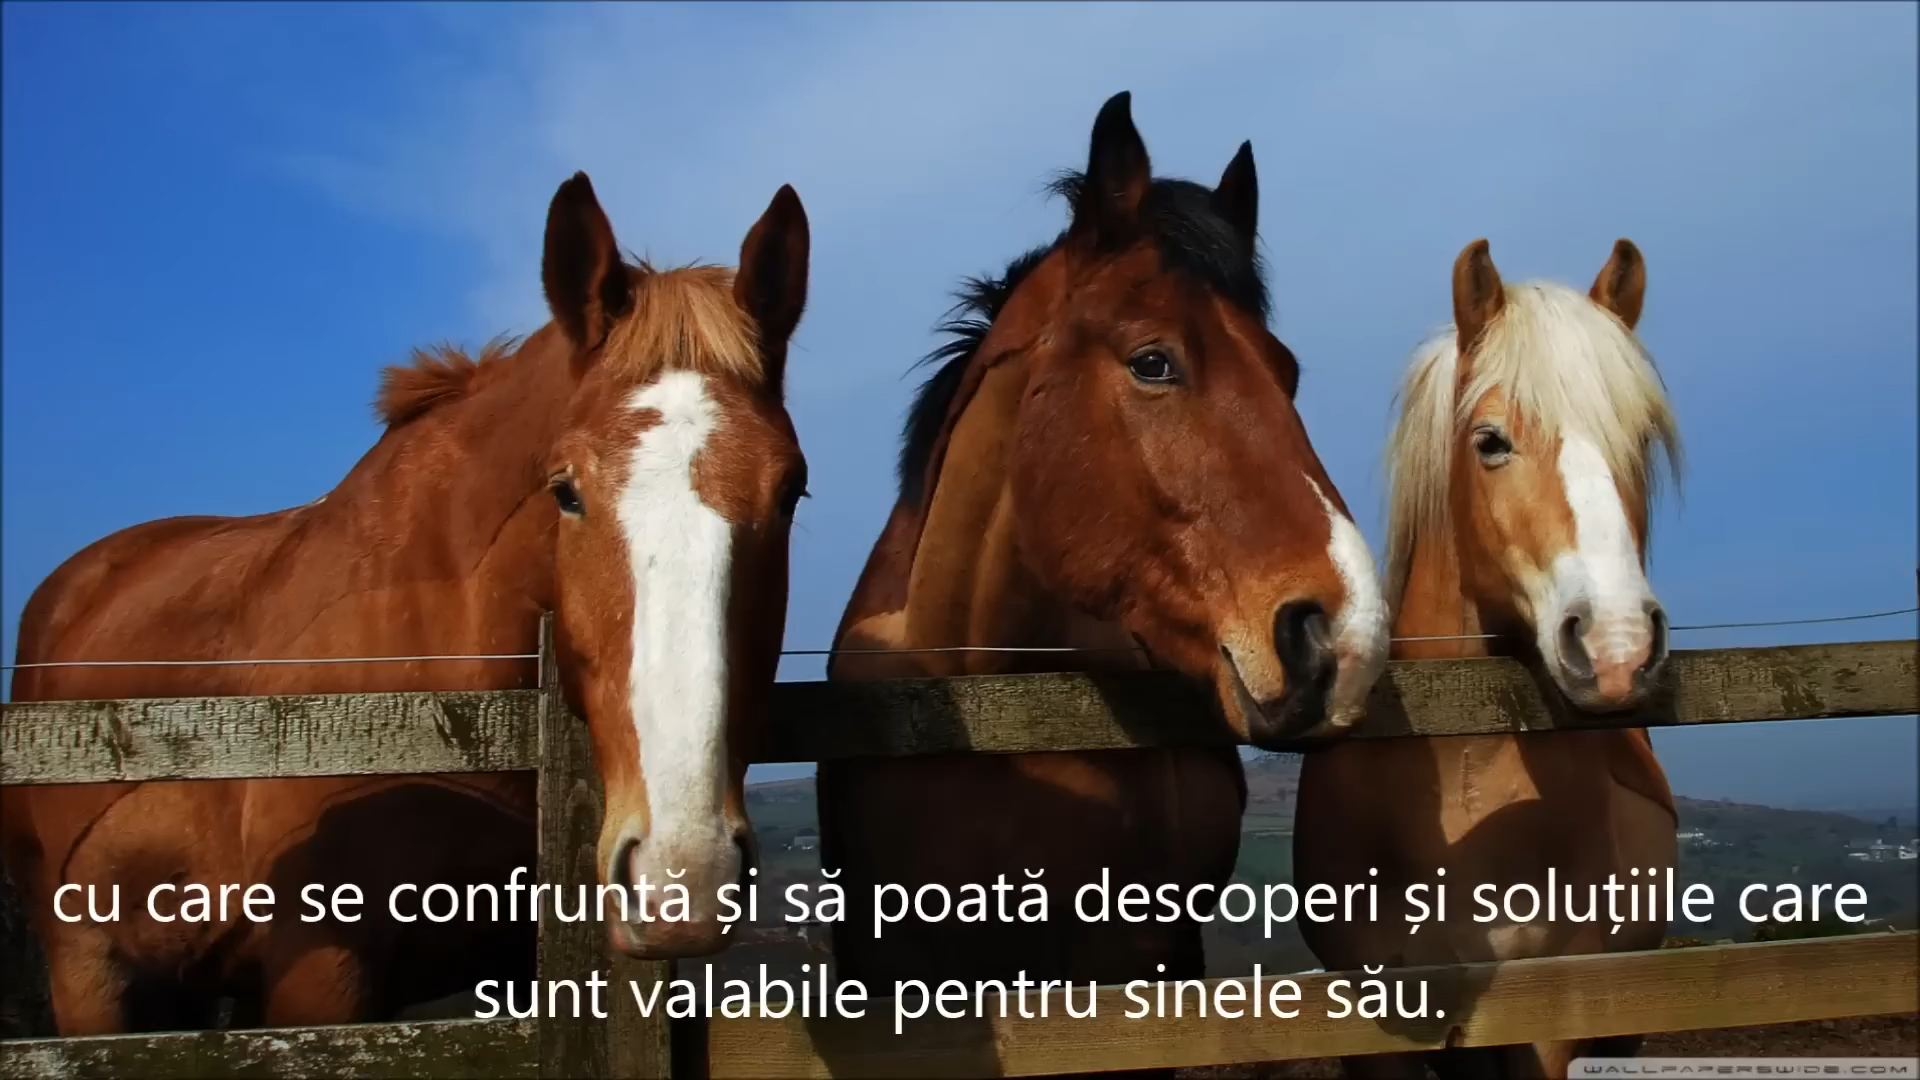 cu care se confruntă și să poată descoperi și soluțiile care
sunt valabile pentru sinele său.
WALLPAPERSWIDE.COM